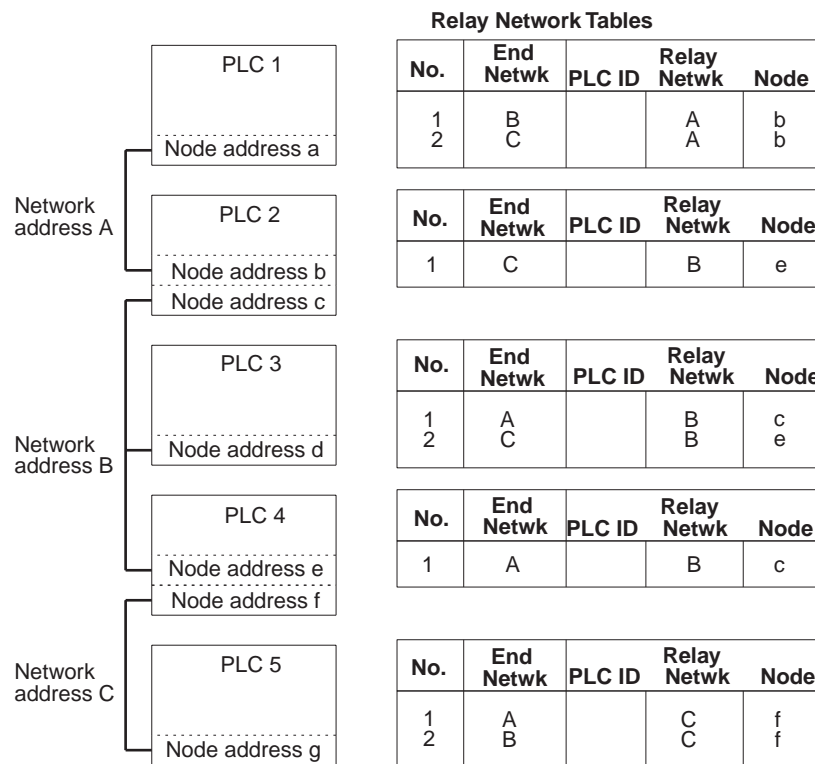 Relay Network Tables
PLC 1
Node address a
No. End Netwk PLC ID Relay Netwk Node
1 B A b
2 C A b
Network address A
PLC 2
Node address b
Node address c
No. End Netwk PLC ID Relay Netwk Node
1 C B e
Network address B
PLC 3
Node address d
No. End Netwk PLC ID Relay Netwk Node
1 A B c
2 C B e
PLC 4
Node address e
Node address f
No. End Netwk PLC ID Relay Netwk Node
1 A B c
Network address C
PLC 5
Node address g
No. End Netwk PLC ID Relay Netwk Node
1 A C f
2 B C f